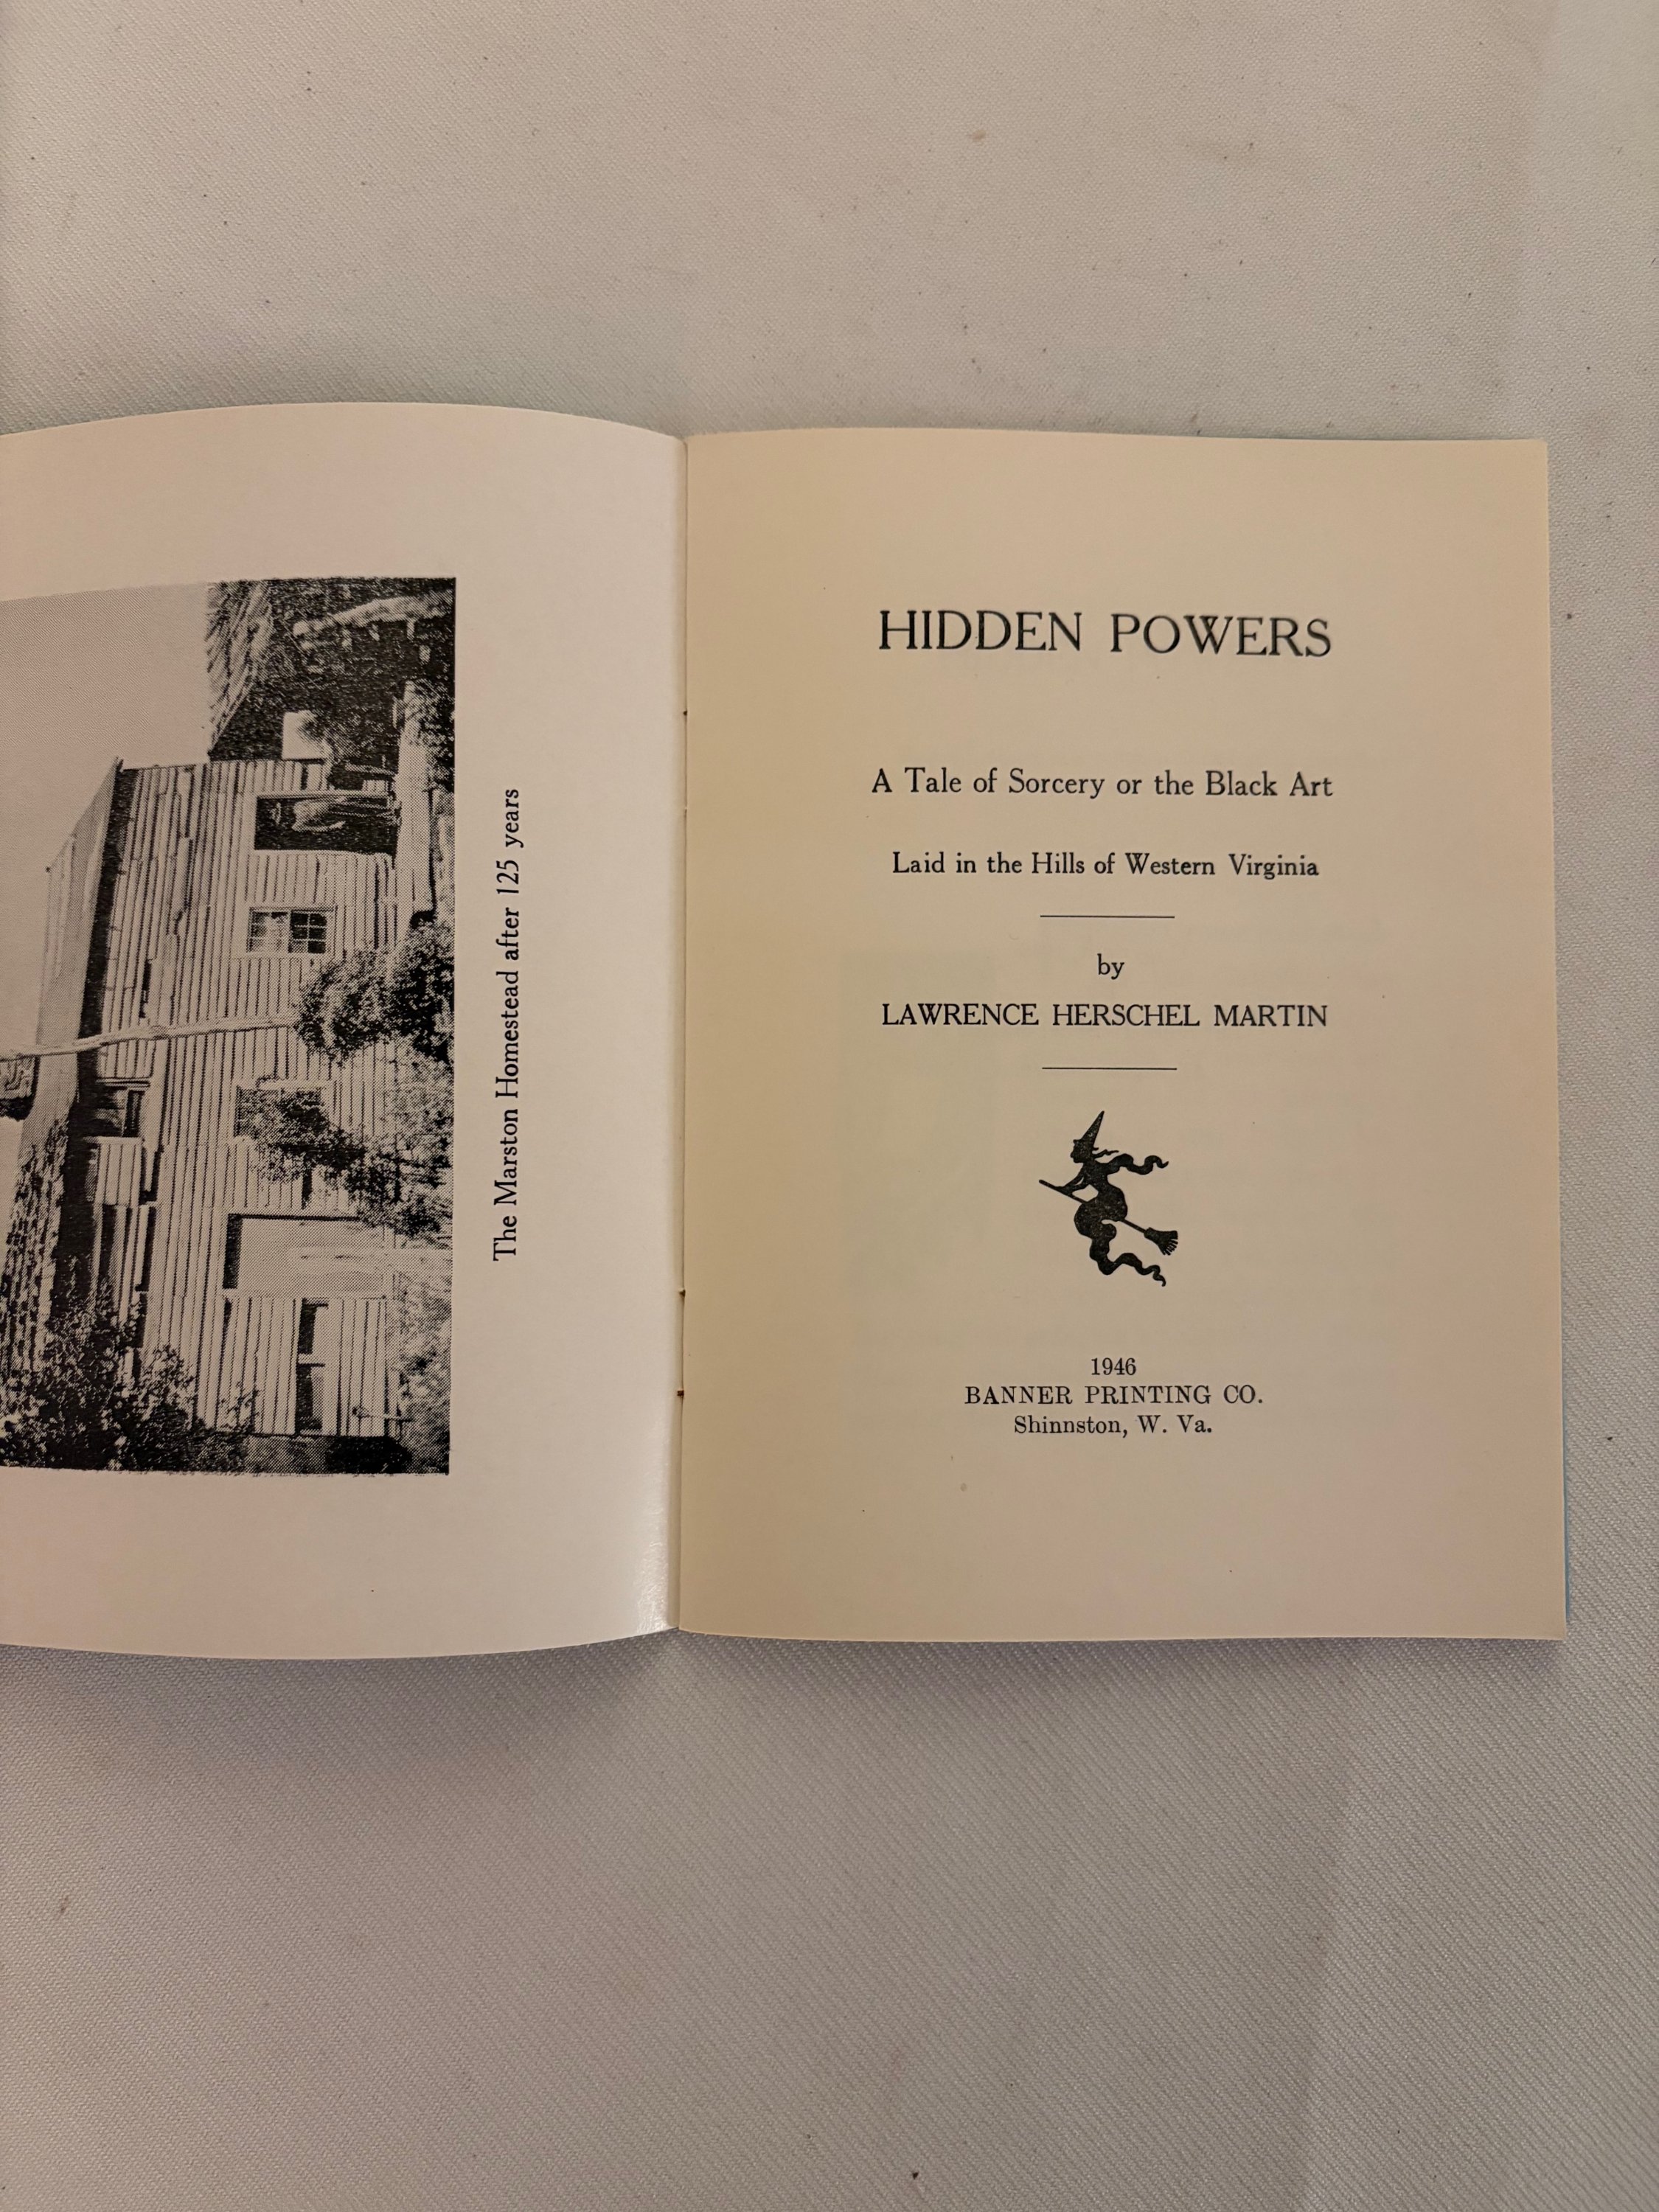 The Marston Homestead after 125 years
HIDDEN POWERS
A Tale of Sorcery or the Black Art
Laid in the Hills of Western Virginia
by
LAWRENCE HERSCHEL MARTIN
1946
BANNER PRINTING CO.
Shinnston, W. Va.